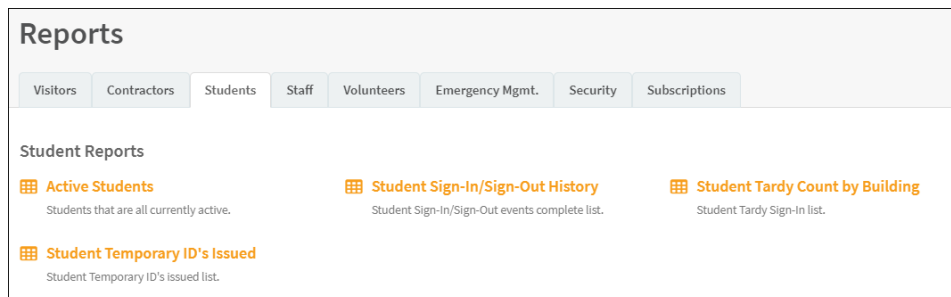 Reports
Visitors Contractors Students Staff Volunteers Emergency Mgmt. Security Subscriptions
Student Reports
Active Students Student Sign-In/Sign-Out History Student Tardy Count by Building
Students that are all currently active. Student Sign-In/Sign-Out events complete list. Student Tardy Sign-In list.
Student Temporary ID's Issued
Student Temporary ID's issued list.